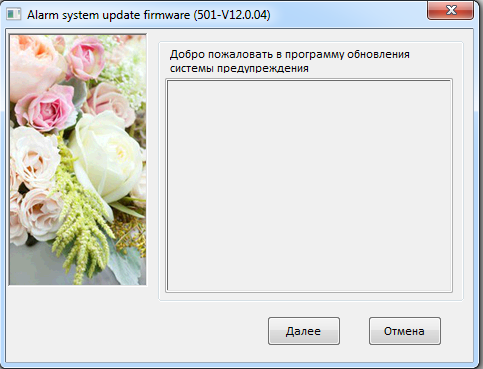 Alarm system update firmware (501-V12.0.04)
Добро пожаловать в программу обновления
системы предупреждения
Далее
Отмена